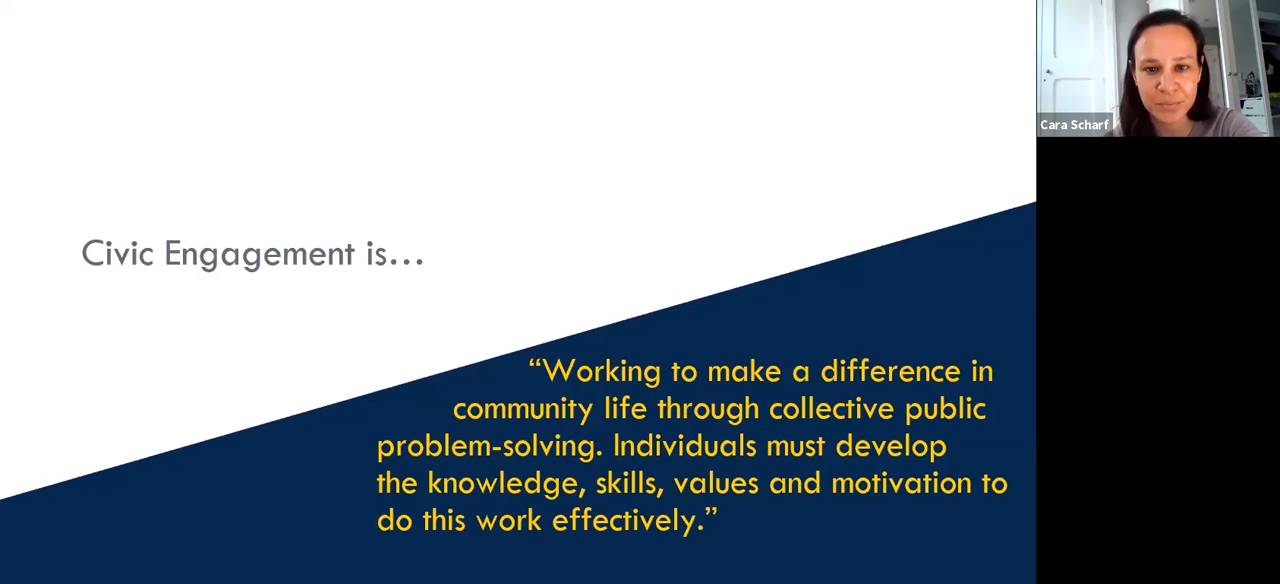 Civic Engagement is…
“Working to make a difference in
community life through collective public
problem-solving. Individuals must develop
the knowledge, skills, values and motivation to
do this work effectively.”
Cara Scharf